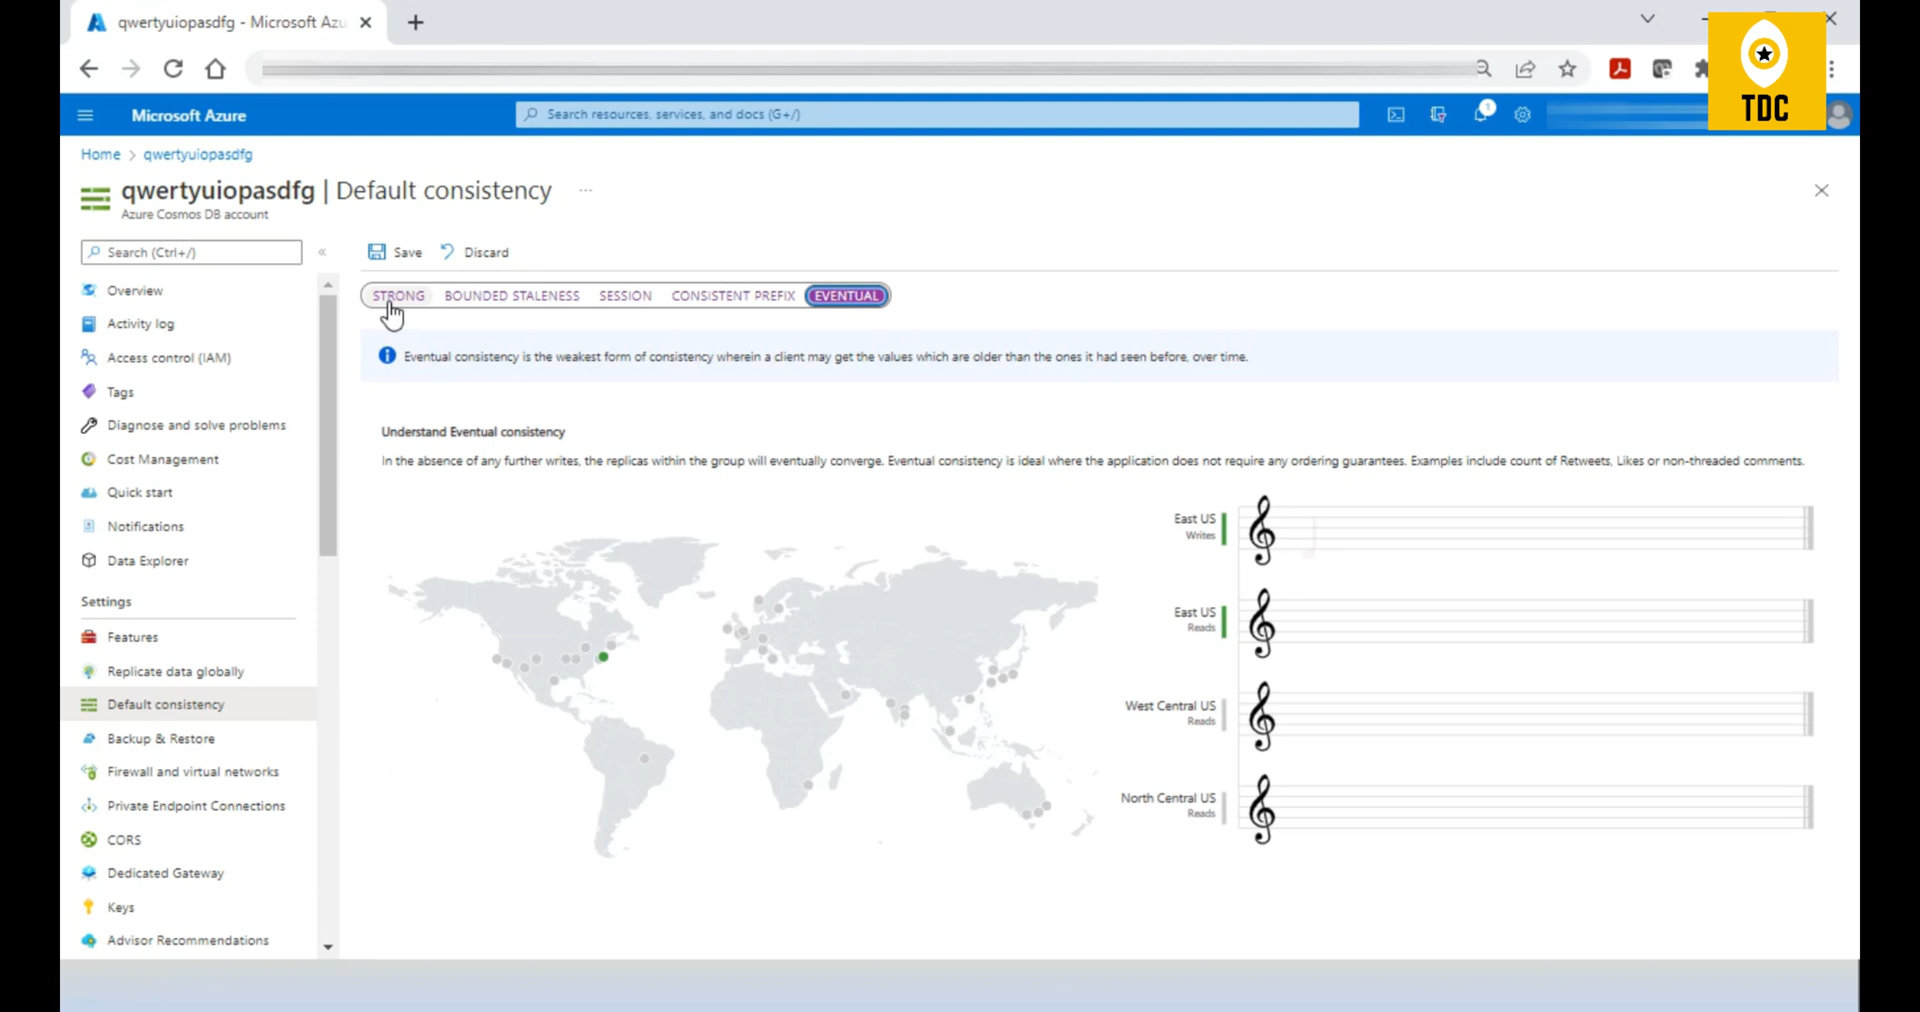 qwertyuiopasdfg - Microsoft Azu
TDC
Microsoft Azure
Search resources, services, and docs (G+/)
1
Home > qwertyuiopasdfg
qwertyuiopasdfg | Default consistency ...
Azure Cosmos DB account
Search (Ctrl+/)
«
Save
Discard
Overview
Activity log
Access control (IAM)
Tags
Diagnose and solve problems
Cost Management
Quick start
Notifications
Data Explorer
Settings
Features
Replicate data globally
Default consistency
Backup & Restore
Firewall and virtual networks
Private Endpoint Connections
CORS
Dedicated Gateway
Keys
Advisor Recommendations
STRONG BOUNDED STALENESS SESSION CONSISTENT PREFIX EVENTUAL
Eventual consistency is the weakest form of consistency wherein a client may get the values which are older than the ones it had seen before, over time.
Understand Eventual consistency
In the absence of any further writes, the replicas within the group will eventually converge. Eventual consistency is ideal where the application does not require any ordering guarantees. Examples include count of Retweets, Likes or non-threaded comments.
East US
Writes
East US
Reads
West Central US
Reads
North Central US
Reads